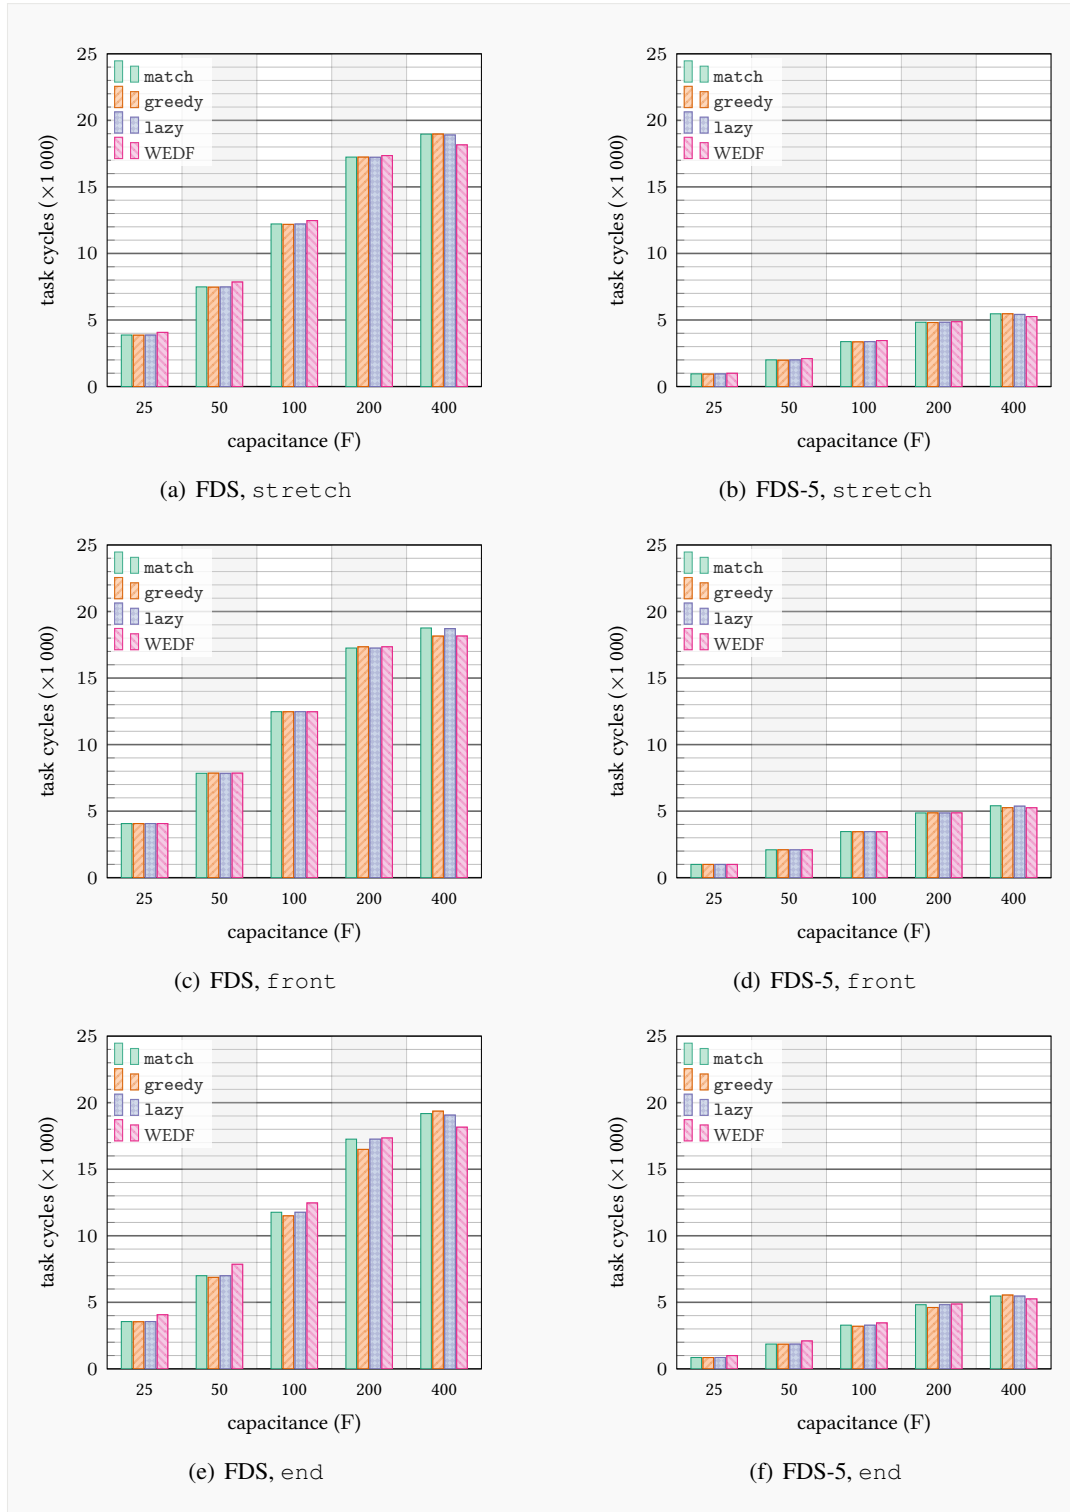 25
20
15
10
5
0
task cycles (×1 000)
match
greedy
lazy
WEDF
25 50 100 200 400
capacitance (F)
(a) FDS, stretch
25
20
15
10
5
0
task cycles (×1 000)
match
greedy
lazy
WEDF
25 50 100 200 400
capacitance (F)
(b) FDS-5, stretch
25
20
15
10
5
0
task cycles (×1 000)
match
greedy
lazy
WEDF
25 50 100 200 400
capacitance (F)
(c) FDS, front
25
20
15
10
5
0
task cycles (×1 000)
match
greedy
lazy
WEDF
25 50 100 200 400
capacitance (F)
(d) FDS-5, front
25
20
15
10
5
0
task cycles (×1 000)
match
greedy
lazy
WEDF
25 50 100 200 400
capacitance (F)
(e) FDS, end
25
20
15
10
5
0
task cycles (×1 000)
match
greedy
lazy
WEDF
25 50 100 200 400
capacitance (F)
(f) FDS-5, end